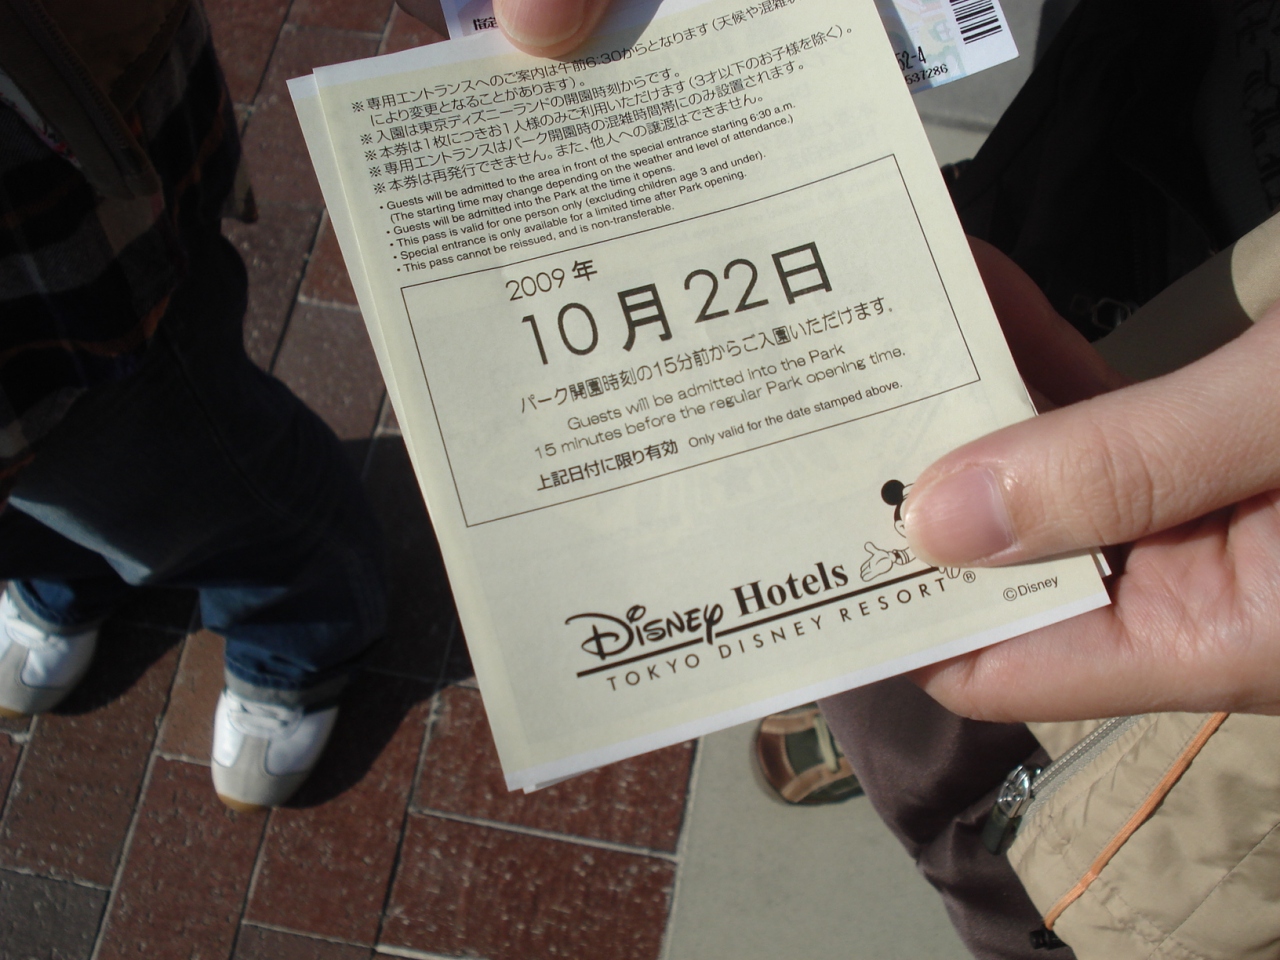 指定
52-4
537286
※専用エントランスへのご案内は午前6:30からとなります(天候や混雑状
により変更となることがあります)。
※入園は東京ディズニーランドの開園時刻からです。
※本券は1枚につきお1人様のみご利用いただけます(3才以下のお子様を除く)。
※専用エントランスはパーク開園時の混雑時間帯にのみ設置されます。
※本券は再発行できません。また、他人への譲渡はできません。
• Guests will be admitted to the area in front of the special entrance starting 6:30 a.m.
(The starting time may change depending on the weather and level of attendance.)
• Guests will be admitted into the Park at the time it opens.
• This pass is valid for one person only (excluding children age 3 and under).
• Special entrance is only available for a limited time after Park opening.
• This pass cannot be reissued, and is non-transferable.
2009年
10月22日
パーク開園時刻の15分前からご入園いただけます。
Guests will be admitted into the Park
15 minutes before the regular Park opening time.
上記日付に限り有効 Only valid for the date stamped above.
Disney Hotels
TOKYO DISNEY RESORT®
©Disney